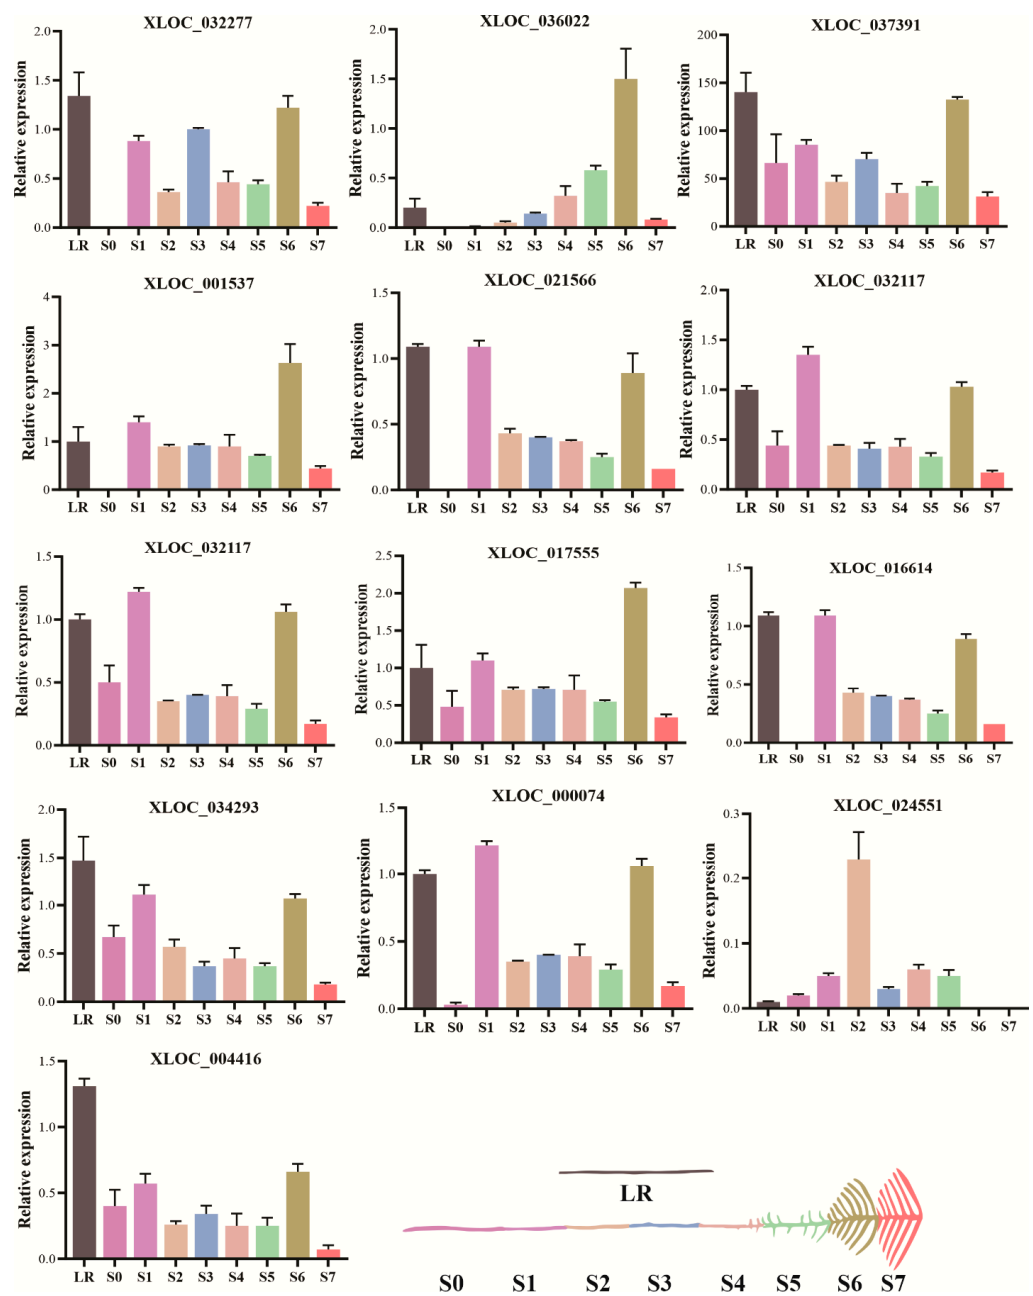 XLOC_032277
Relative expression
2.0
1.5
1.0
0.5
0.0
LR S0 S1 S2 S3 S4 S5 S6 S7
XLOC_036022
Relative expression
2.0
1.5
1.0
0.5
0.0
LR S0 S1 S2 S3 S4 S5 S6 S7
XLOC_037391
Relative expression
200
150
100
50
0
LR S0 S1 S2 S3 S4 S5 S6 S7
XLOC_001537
Relative expression
4
3
2
1
0
LR S0 S1 S2 S3 S4 S5 S6 S7
XLOC_021566
Relative expression
1.5
1.0
0.5
0.0
LR S0 S1 S2 S3 S4 S5 S6 S7
XLOC_032117
Relative expression
2.0
1.5
1.0
0.5
0.0
LR S0 S1 S2 S3 S4 S5 S6 S7
XLOC_032117
Relative expression
1.5
1.0
0.5
0.0
LR S0 S1 S2 S3 S4 S5 S6 S7
XLOC_017555
Relative expression
2.5
2.0
1.5
1.0
0.5
0.0
LR S0 S1 S2 S3 S4 S5 S6 S7
XLOC_016614
Relative expression
1.5
1.0
0.5
0.0
LR S0 S1 S2 S3 S4 S5 S6 S7
XLOC_034293
Relative expression
2.0
1.5
1.0
0.5
0.0
LR S0 S1 S2 S3 S4 S5 S6 S7
XLOC_000074
Relative expression
1.5
1.0
0.5
0.0
LR S0 S1 S2 S3 S4 S5 S6 S7
XLOC_024551
Relative expression
0.3
0.2
0.1
0.0
LR S0 S1 S2 S3 S4 S5 S6 S7
XLOC_004416
Relative expression
1.5
1.0
0.5
0.0
LR S0 S1 S2 S3 S4 S5 S6 S7
LR
S0 S1 S2 S3 S4 S5 S6 S7